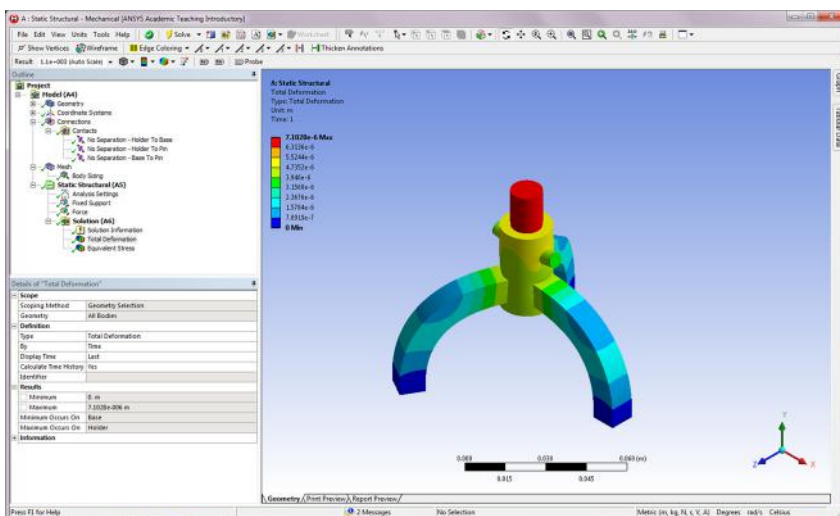 A : Static Structural - Mechanical [ANSYS Academic Teaching Introductory]
File Edit View Units Tools Help Solve Worksheet
Show Vertices Wireframe Edge Coloring Thicken Annotations
Result 1.1e+003 (Auto Scale) Probe
Outline
Project
Model (A4)
Geometry
Coordinate Systems
Connections
Contacts
No Separation - Holder To Base
No Separation - Holder To Pin
No Separation - Base To Pin
Mesh
Body Sizing
Static Structural (A5)
Analysis Settings
Fixed Support
Force
Solution (A6)
Solution Information
Total Deformation
Equivalent Stress
Details of "Total Deformation"
Scope
Scoping Method Geometry Selection
Geometry All Bodies
Definition
Type Total Deformation
By Time
Display Time Last
Calculate Time History Yes
Identifier
Results
Minimum 0. m
Maximum 7.1028e-006 m
Minimum Occurs On Base
Maximum Occurs On Holder
Information
A: Static Structural
Total Deformation
Type: Total Deformation
Unit: m
Time: 1
7.1028e-6 Max
6.3136e-6
5.5244e-6
4.7352e-6
3.946e-6
3.1568e-6
2.3676e-6
1.5784e-6
0 Min
0.000 0.030 0.060 (m)
0.015 0.045
Y
Z X
Geometry Print Preview Report Preview
Graph
Tabular Data
Press F1 for Help 2 Messages No Selection Metric (m, kg, N, s, V, A) Degrees rad/s Celsius